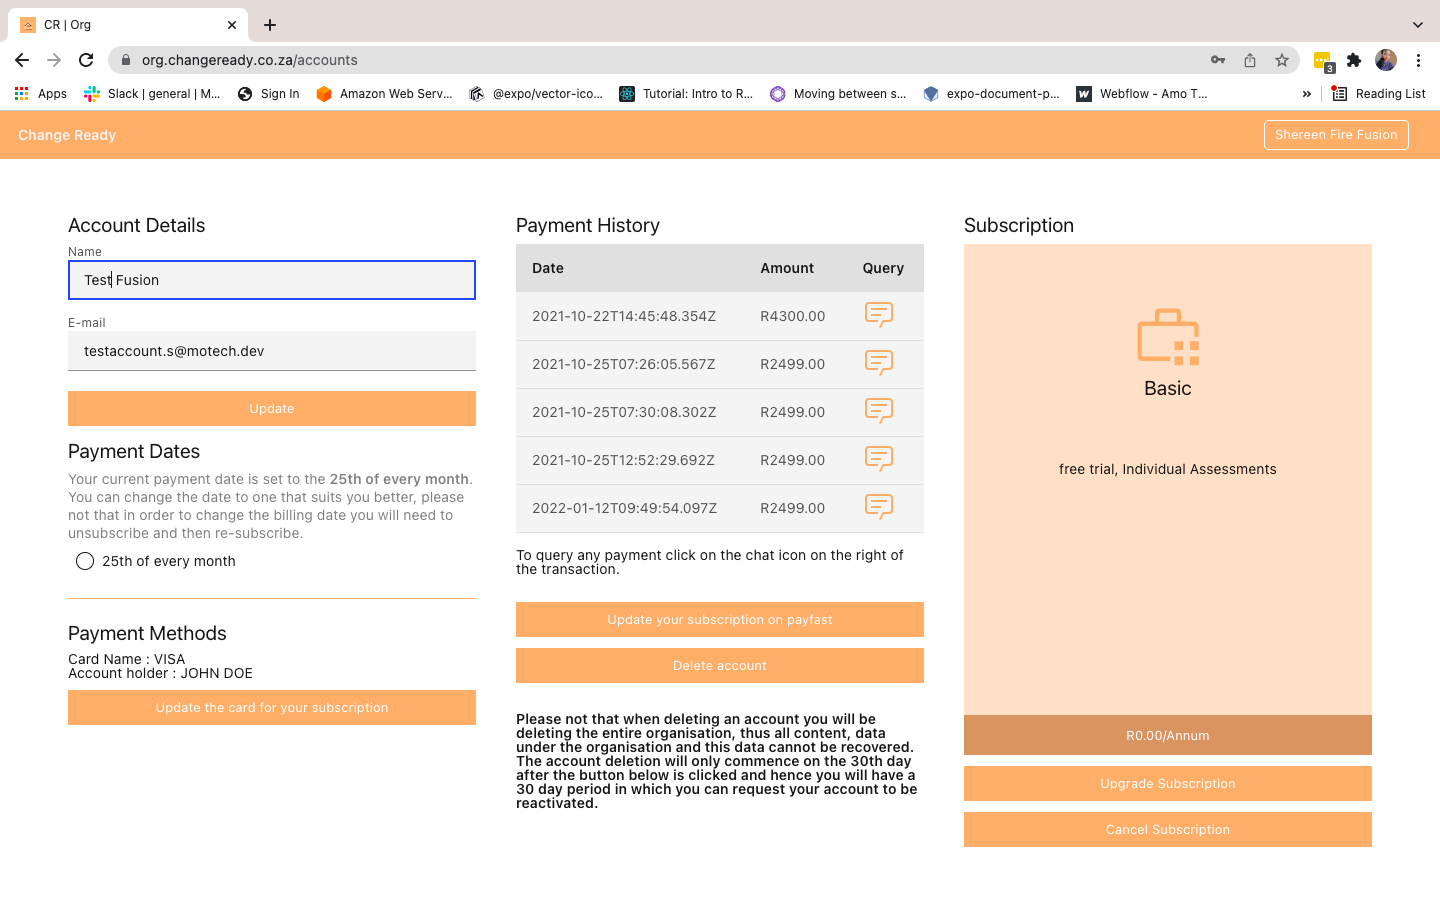 CR | Org
org.changeready.co.za/accounts
3
Apps
Slack | general | M...
Sign In
Amazon Web Serv...
@expo/vector-ico...
Tutorial: Intro to R...
Moving between s...
expo-document-p...
Webflow - Amo T...
»
Reading List
Change Ready
Shereen Fire Fusion
Account Details
Name
Test Fusion
E-mail
testaccount.s@motech.dev
Update
Payment Dates
Your current payment date is set to the 25th of every month.
You can change the date to one that suits you better, please
not that in order to change the billing date you will need to
unsubscribe and then re-subscribe.
25th of every month
Payment Methods
Card Name : VISA
Account holder : JOHN DOE
Update the card for your subscription
Payment History
Date Amount Query
2021-10-22T14:45:48.354Z R4300.00
2021-10-25T07:26:05.567Z R2499.00
2021-10-25T07:30:08.302Z R2499.00
2021-10-25T12:52:29.692Z R2499.00
2022-01-12T09:49:54.097Z R2499.00
To query any payment click on the chat icon on the right of
the transaction.
Update your subscription on payfast
Delete account
Please not that when deleting an account you will be
deleting the entire organisation, thus all content, data
under the organisation and this data cannot be recovered.
The account deletion will only commence on the 30th day
after the button below is clicked and hence you will have a
30 day period in which you can request your account to be
reactivated.
Subscription
Basic
free trial, Individual Assessments
R0.00/Annum
Upgrade Subscription
Cancel Subscription